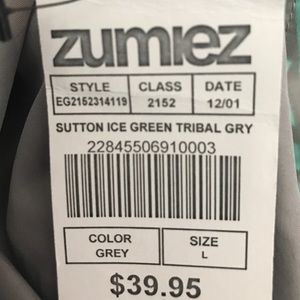 zumiez
STYLE CLASS DATE
EG2152314119 2152 12/01
SUTTON ICE GREEN TRIBAL GRY
22845506910003
COLOR SIZE
GREY L
$39.95